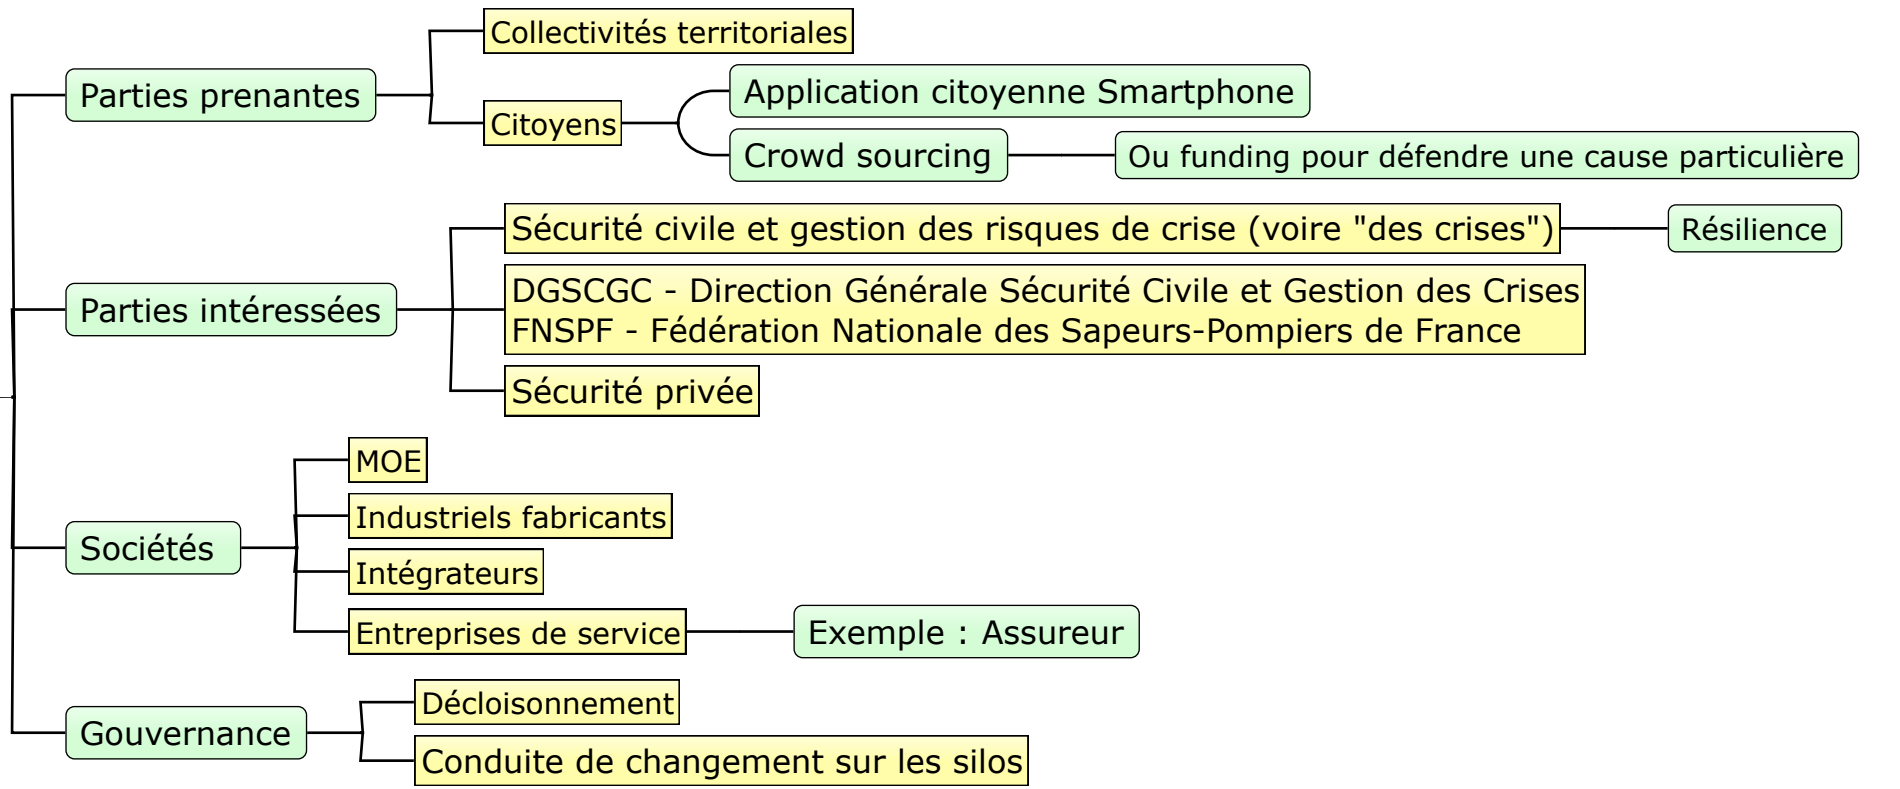 Collectivités territoriales
Parties prenantes
Application citoyenne Smartphone
Citoyens
Crowd sourcing
Ou funding pour défendre une cause particulière
Sécurité civile et gestion des risques de crise (voire "des crises")
Résilience
Parties intéressées
DGSCGC - Direction Générale Sécurité Civile et Gestion des Crises
FNSPF - Fédération Nationale des Sapeurs-Pompiers de France
Sécurité privée
MOE
Industriels fabricants
Sociétés
Intégrateurs
Entreprises de service
Exemple : Assureur
Décloisonnement
Gouvernance
Conduite de changement sur les silos